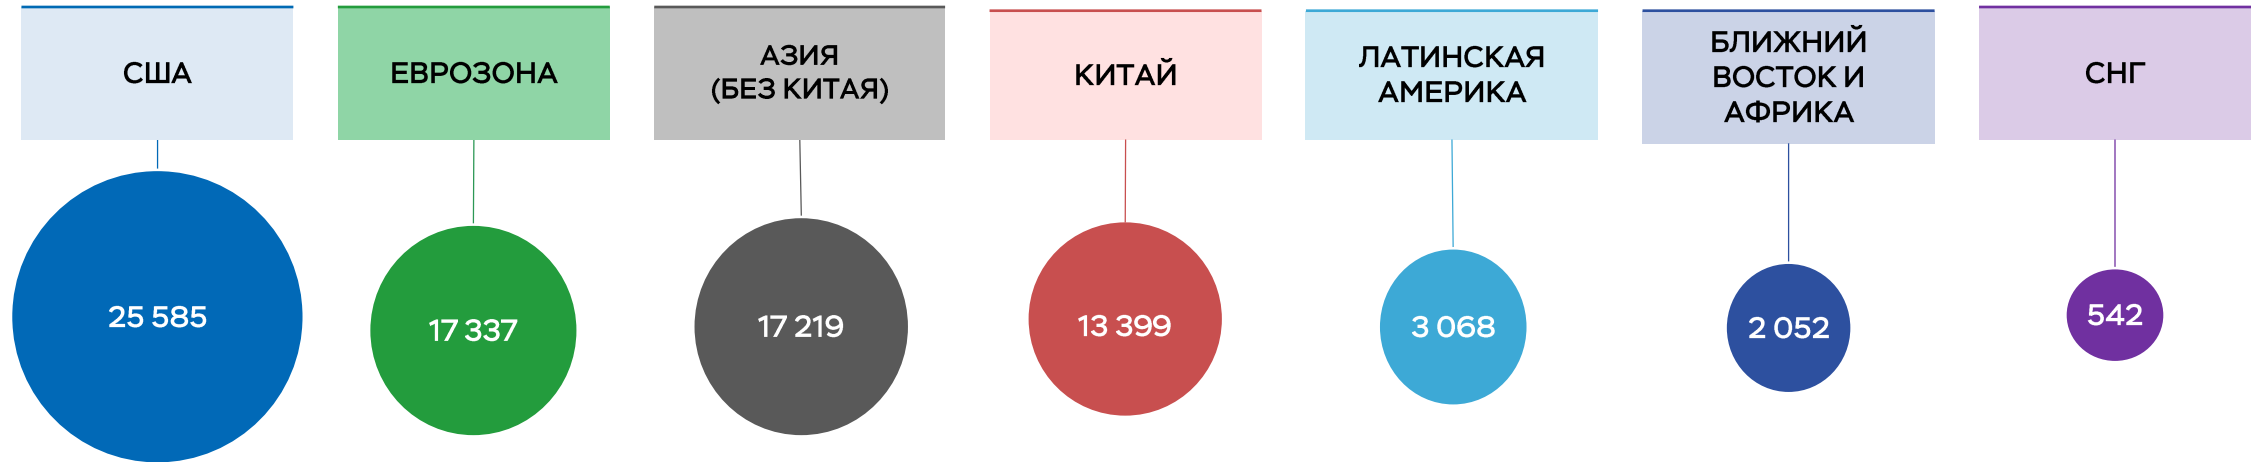 США
ЕВРОЗОНА
АЗИЯ
(БЕЗ КИТАЯ)
КИТАЙ
ЛАТИНСКАЯ
АМЕРИКА
БЛИЖНИЙ
ВОСТОК И
АФРИКА
СНГ
25 585
17 337
17 219
13 399
3 068
2 052
542